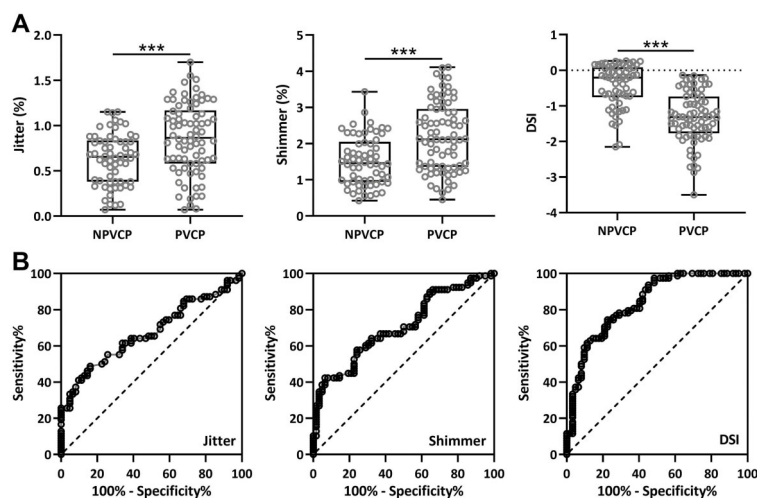 A
***
2.0
1.5
1.0
0.5
0.0
Jitter (%)
NPVCP
PVCP
***
5
4
3
2
1
0
Shimmer (%)
NPVCP
PVCP
***
1
0
-1
-2
-3
-4
DSI
NPVCP
PVCP
B
100
80
60
40
20
0
Sensitivity%
Jitter
0 20 40 60 80 100
100% - Specificity%
100
80
60
40
20
0
Sensitivity%
Shimmer
0 20 40 60 80 100
100% - Specificity%
100
80
60
40
20
0
Sensitivity%
DSI
0 20 40 60 80 100
100% - Specificity%